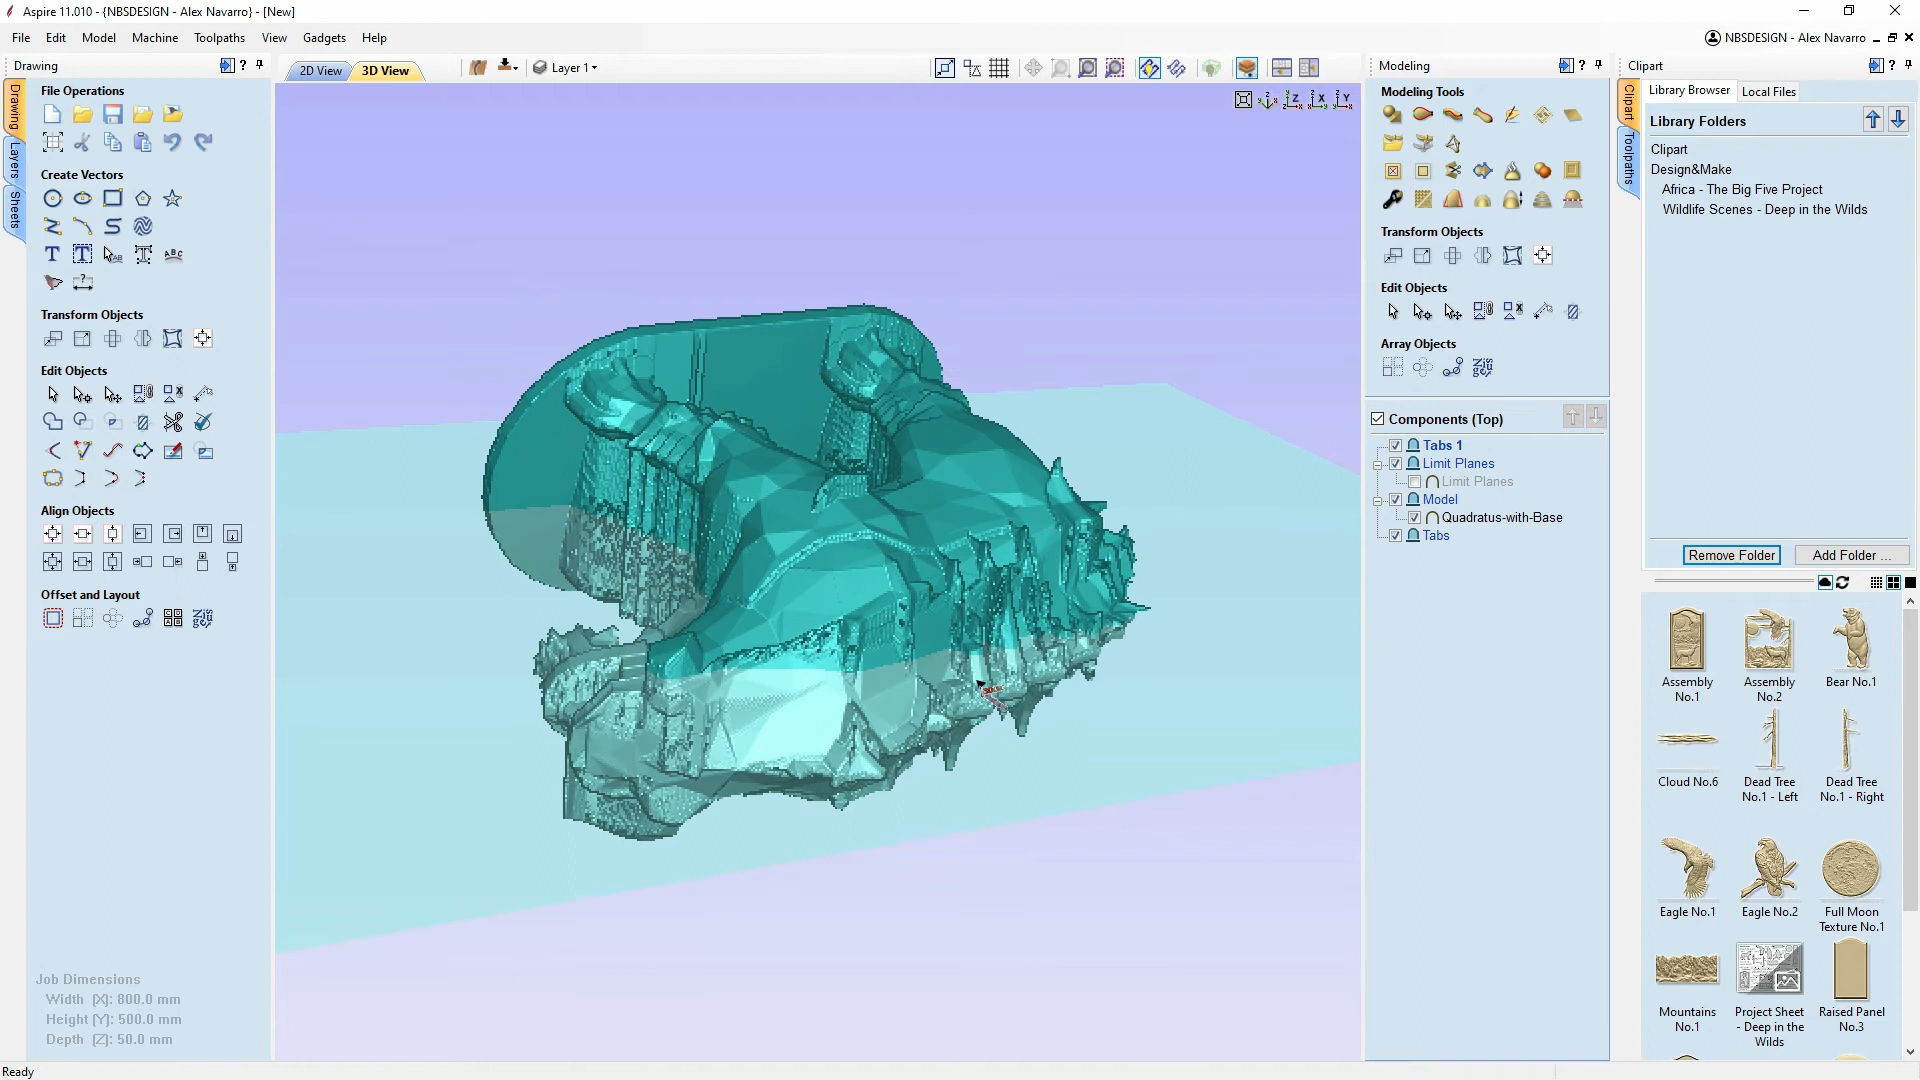 Aspire 11.010 - {NBSDESIGN - Alex Navarro} - [New]
File Edit Model Machine Toolpaths View Gadgets Help
NBSDESIGN - Alex Navarro
Drawing
2D View
3D View
Layer 1
Modeling
Clipart
Drawing
Layers
Sheets
File Operations
Create Vectors
Transform Objects
Edit Objects
Align Objects
Offset and Layout
Job Dimensions
Width (X): 800.0 mm
Height (Y): 500.0 mm
Depth (Z): 50.0 mm
Modeling Tools
Transform Objects
Edit Objects
Array Objects
Components (Top)
Tabs 1
Limit Planes
Limit Planes
Model
Quadratus-with-Base
Tabs
Clipart
Toolpaths
Library Browser
Local Files
Library Folders
Clipart
Design&Make
Africa - The Big Five Project
Wildlife Scenes - Deep in the Wilds
Remove Folder
Add Folder ...
Assembly No.1
Assembly No.2
Bear No.1
Cloud No.6
Dead Tree No.1 - Left
Dead Tree No.1 - Right
Eagle No.1
Eagle No.2
Full Moon Texture No.1
Mountains No.1
Project Sheet - Deep in the Wilds
Raised Panel No.3
Ready